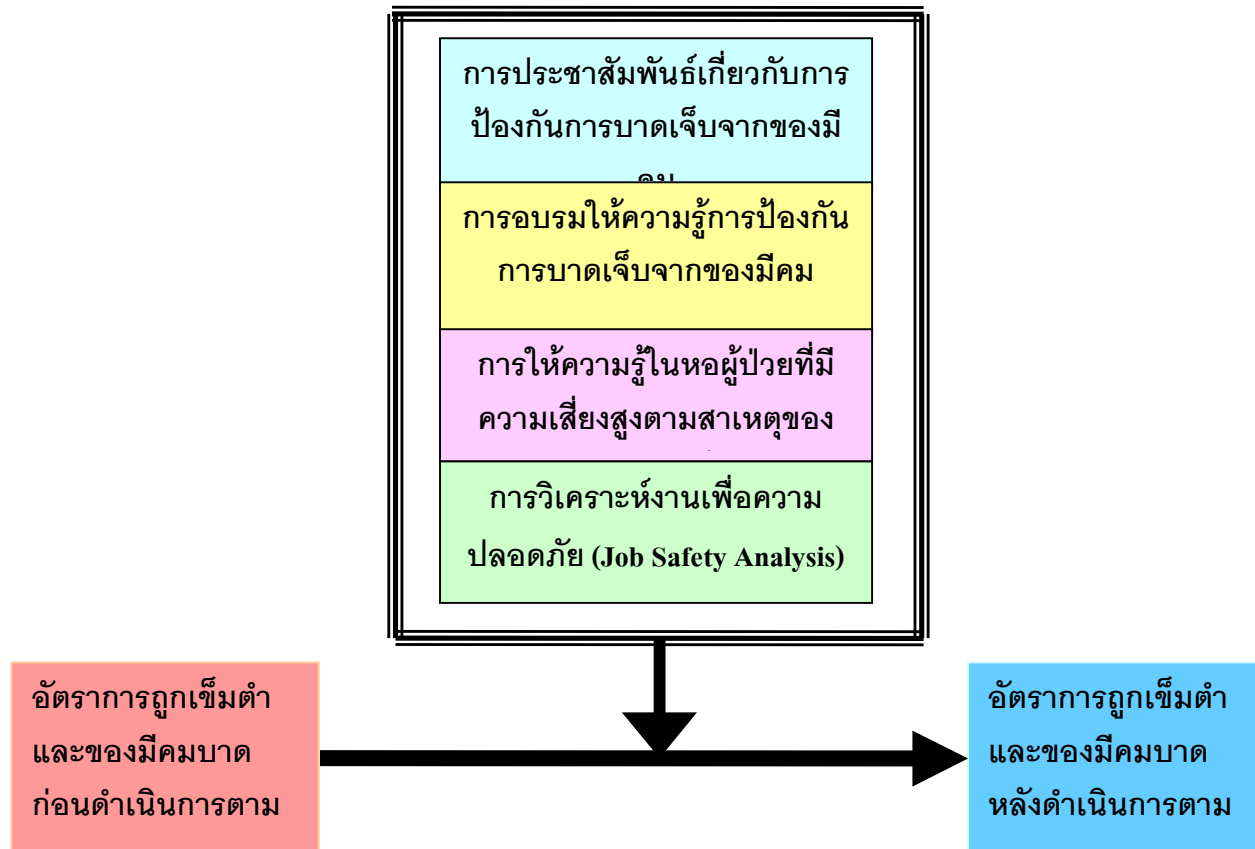 การประชาสัมพันธ์เกี่ยวกับการ
ป้องกันการบาดเจ็บจากของมี
การอบรมให้ความรู้การป้องกัน
การบาดเจ็บจากของมีคม
การให้ความรู้ในหอผู้ป่วยที่มี
ความเสี่ยงสูงตามสาเหตุของ
การวิเคราะห์งานเพื่อความ
ปลอดภัย (Job Safety Analysis)
อัตราการถูกเข็มตำ
และของมีคมบาด
ก่อนดำเนินการตาม
อัตราการถูกเข็มตำ
และของมีคมบาด
หลังดำเนินการตาม